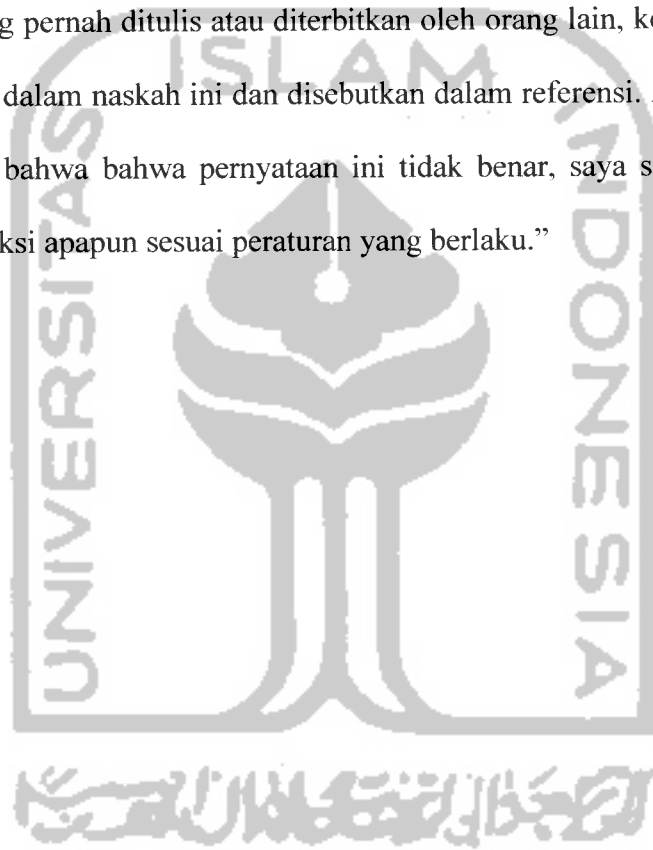 g pernah ditulis atau diterbitkan oleh orang lain, ke
dalam naskah ini dan disebutkan dalam referensi.
bahwa bahwa pernyataan ini tidak benar, saya s
ksi apapun sesuai peraturan yang berlaku.”
UNIVERSITAS
ISLAM
INDONESIA